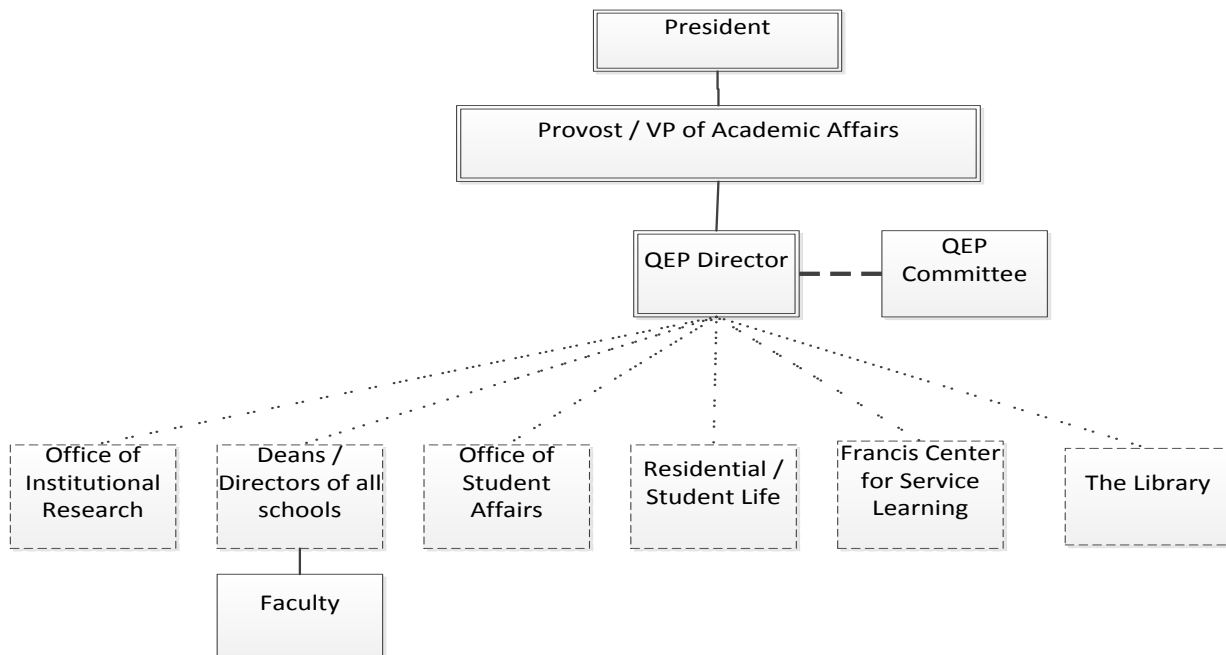 President
Provost / VP of Academic Affairs
QEP Director
QEP
Committee
Office of
Institutional
Research
Deans /
Directors of all
schools
Office of
Student
Affairs
Residential /
Student Life
Francis Center
for Service
Learning
The Library
Faculty